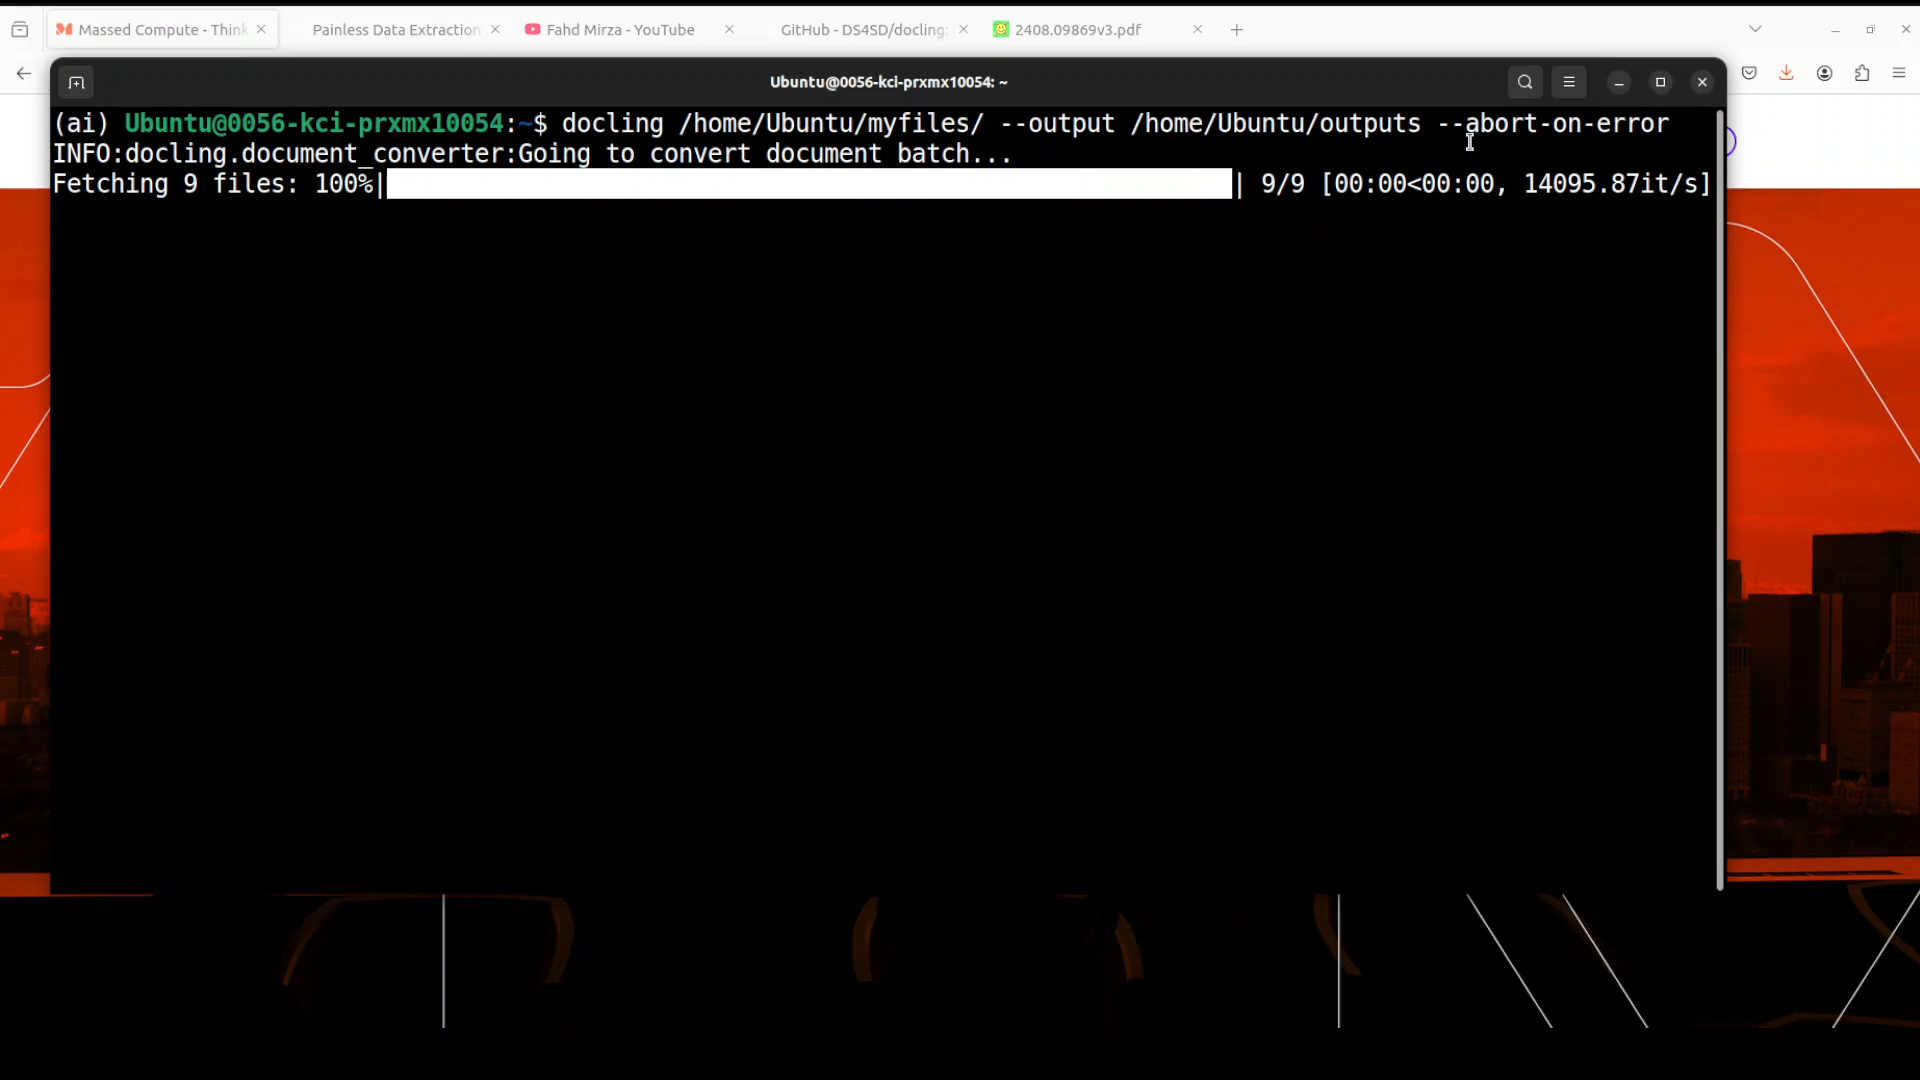 Massed Compute - Think
Painless Data Extraction
Fahd Mirza - YouTube
GitHub - DS4SD/docling:
2408.09869v3.pdf
Ubuntu@0056-kci-prxmx10054: ~
(ai) Ubuntu@0056-kci-prxmx10054:~$ docling /home/Ubuntu/myfiles/ --output /home/Ubuntu/outputs --abort-on-error
INFO:docling.document_converter:Going to convert document batch...
Fetching 9 files: 100%| | 9/9 [00:00<00:00, 14095.87it/s]